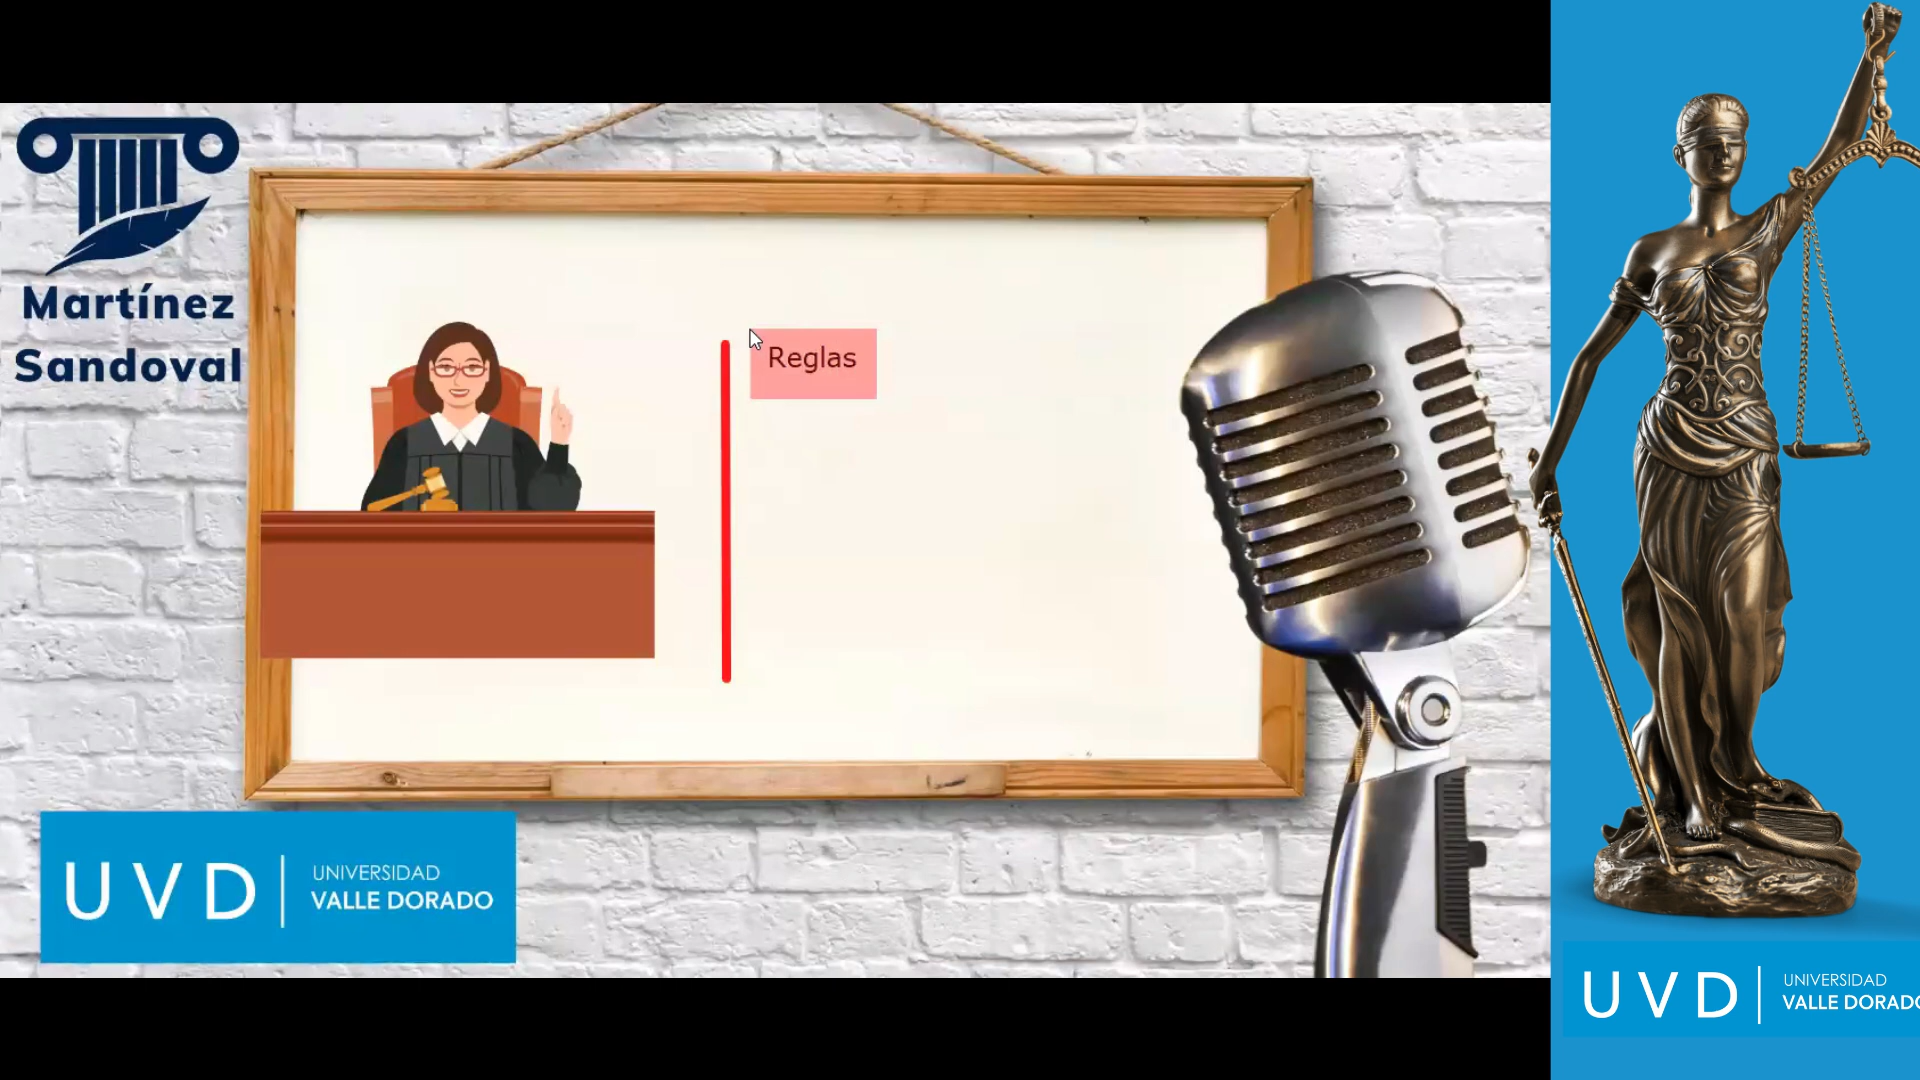 Martínez
Sandoval
Reglas
UVD
UNIVERSIDAD
VALLE DORADO
UVD
UNIVERSIDAD
VALLE DORADO